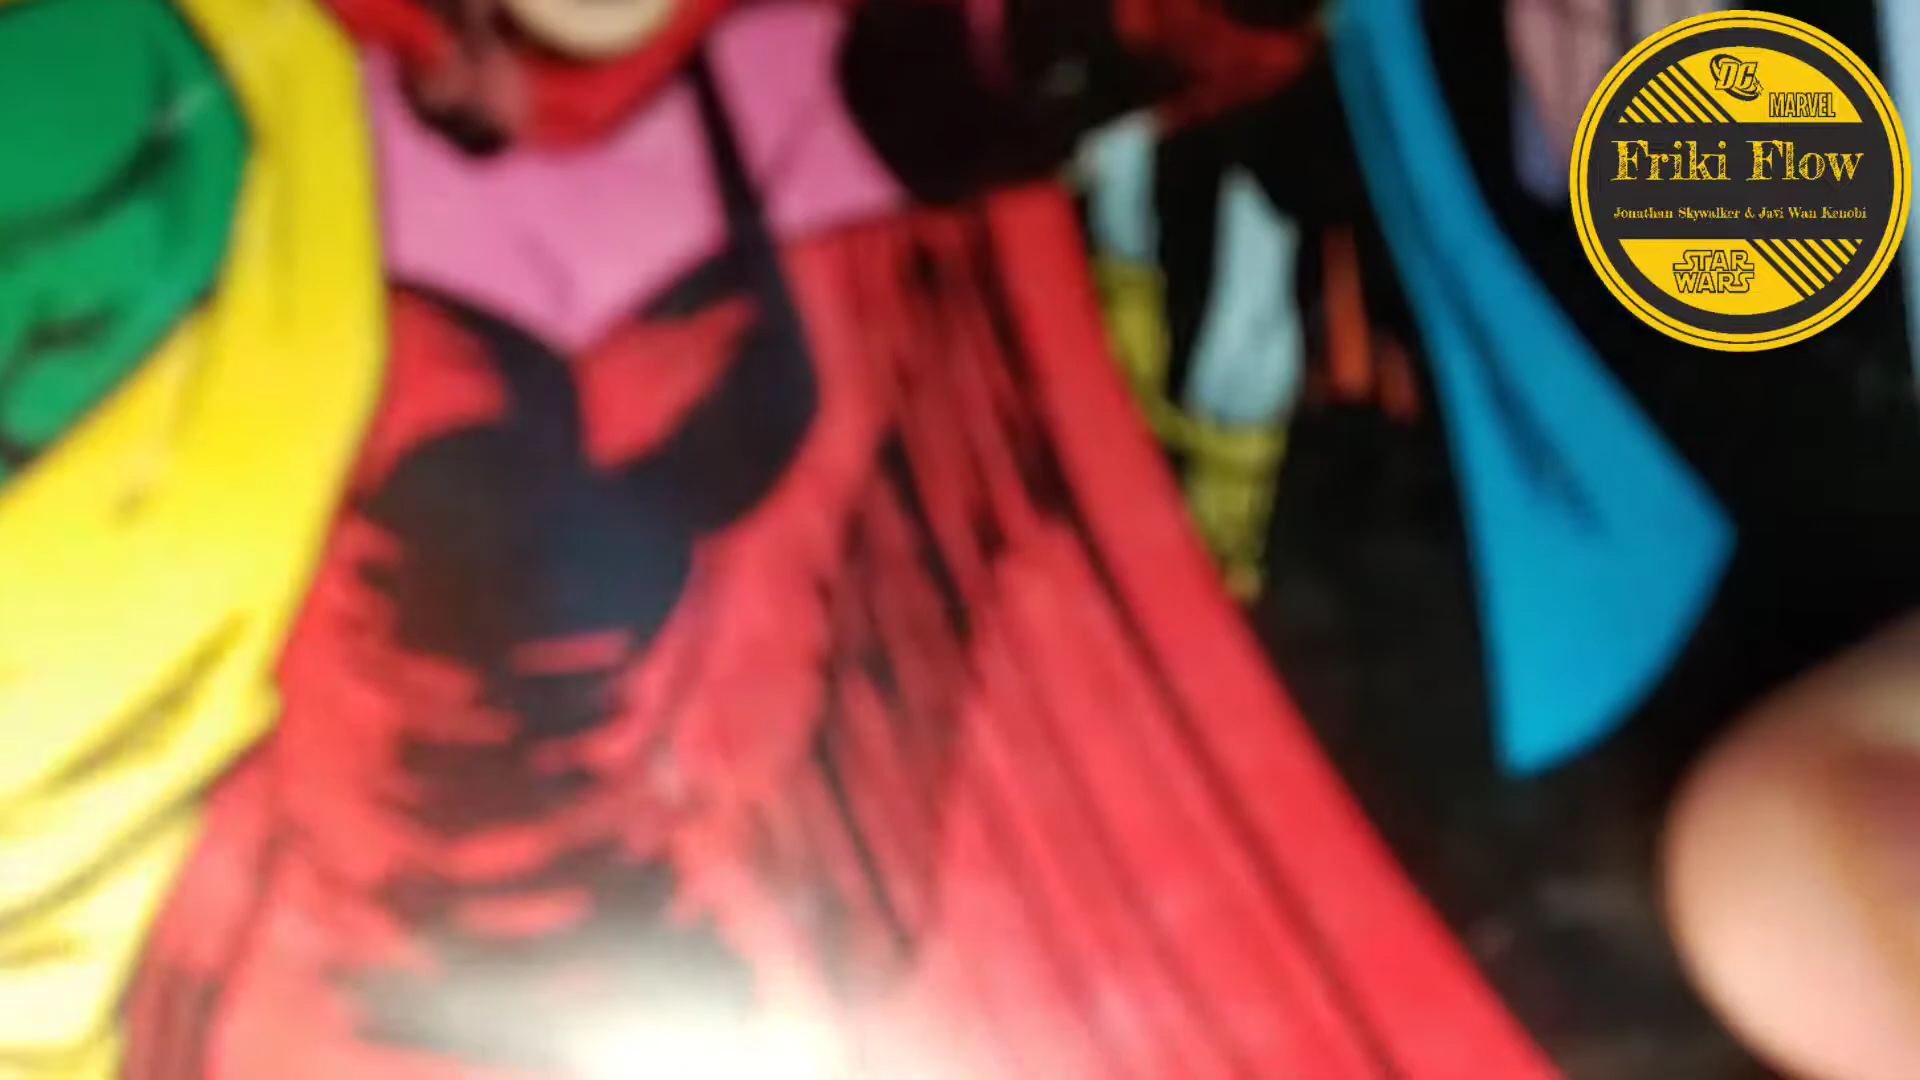 DC
MARVEL
Friki Flow
Jonathan Skywalker & Javi Wan Kenobi
STAR
WARS